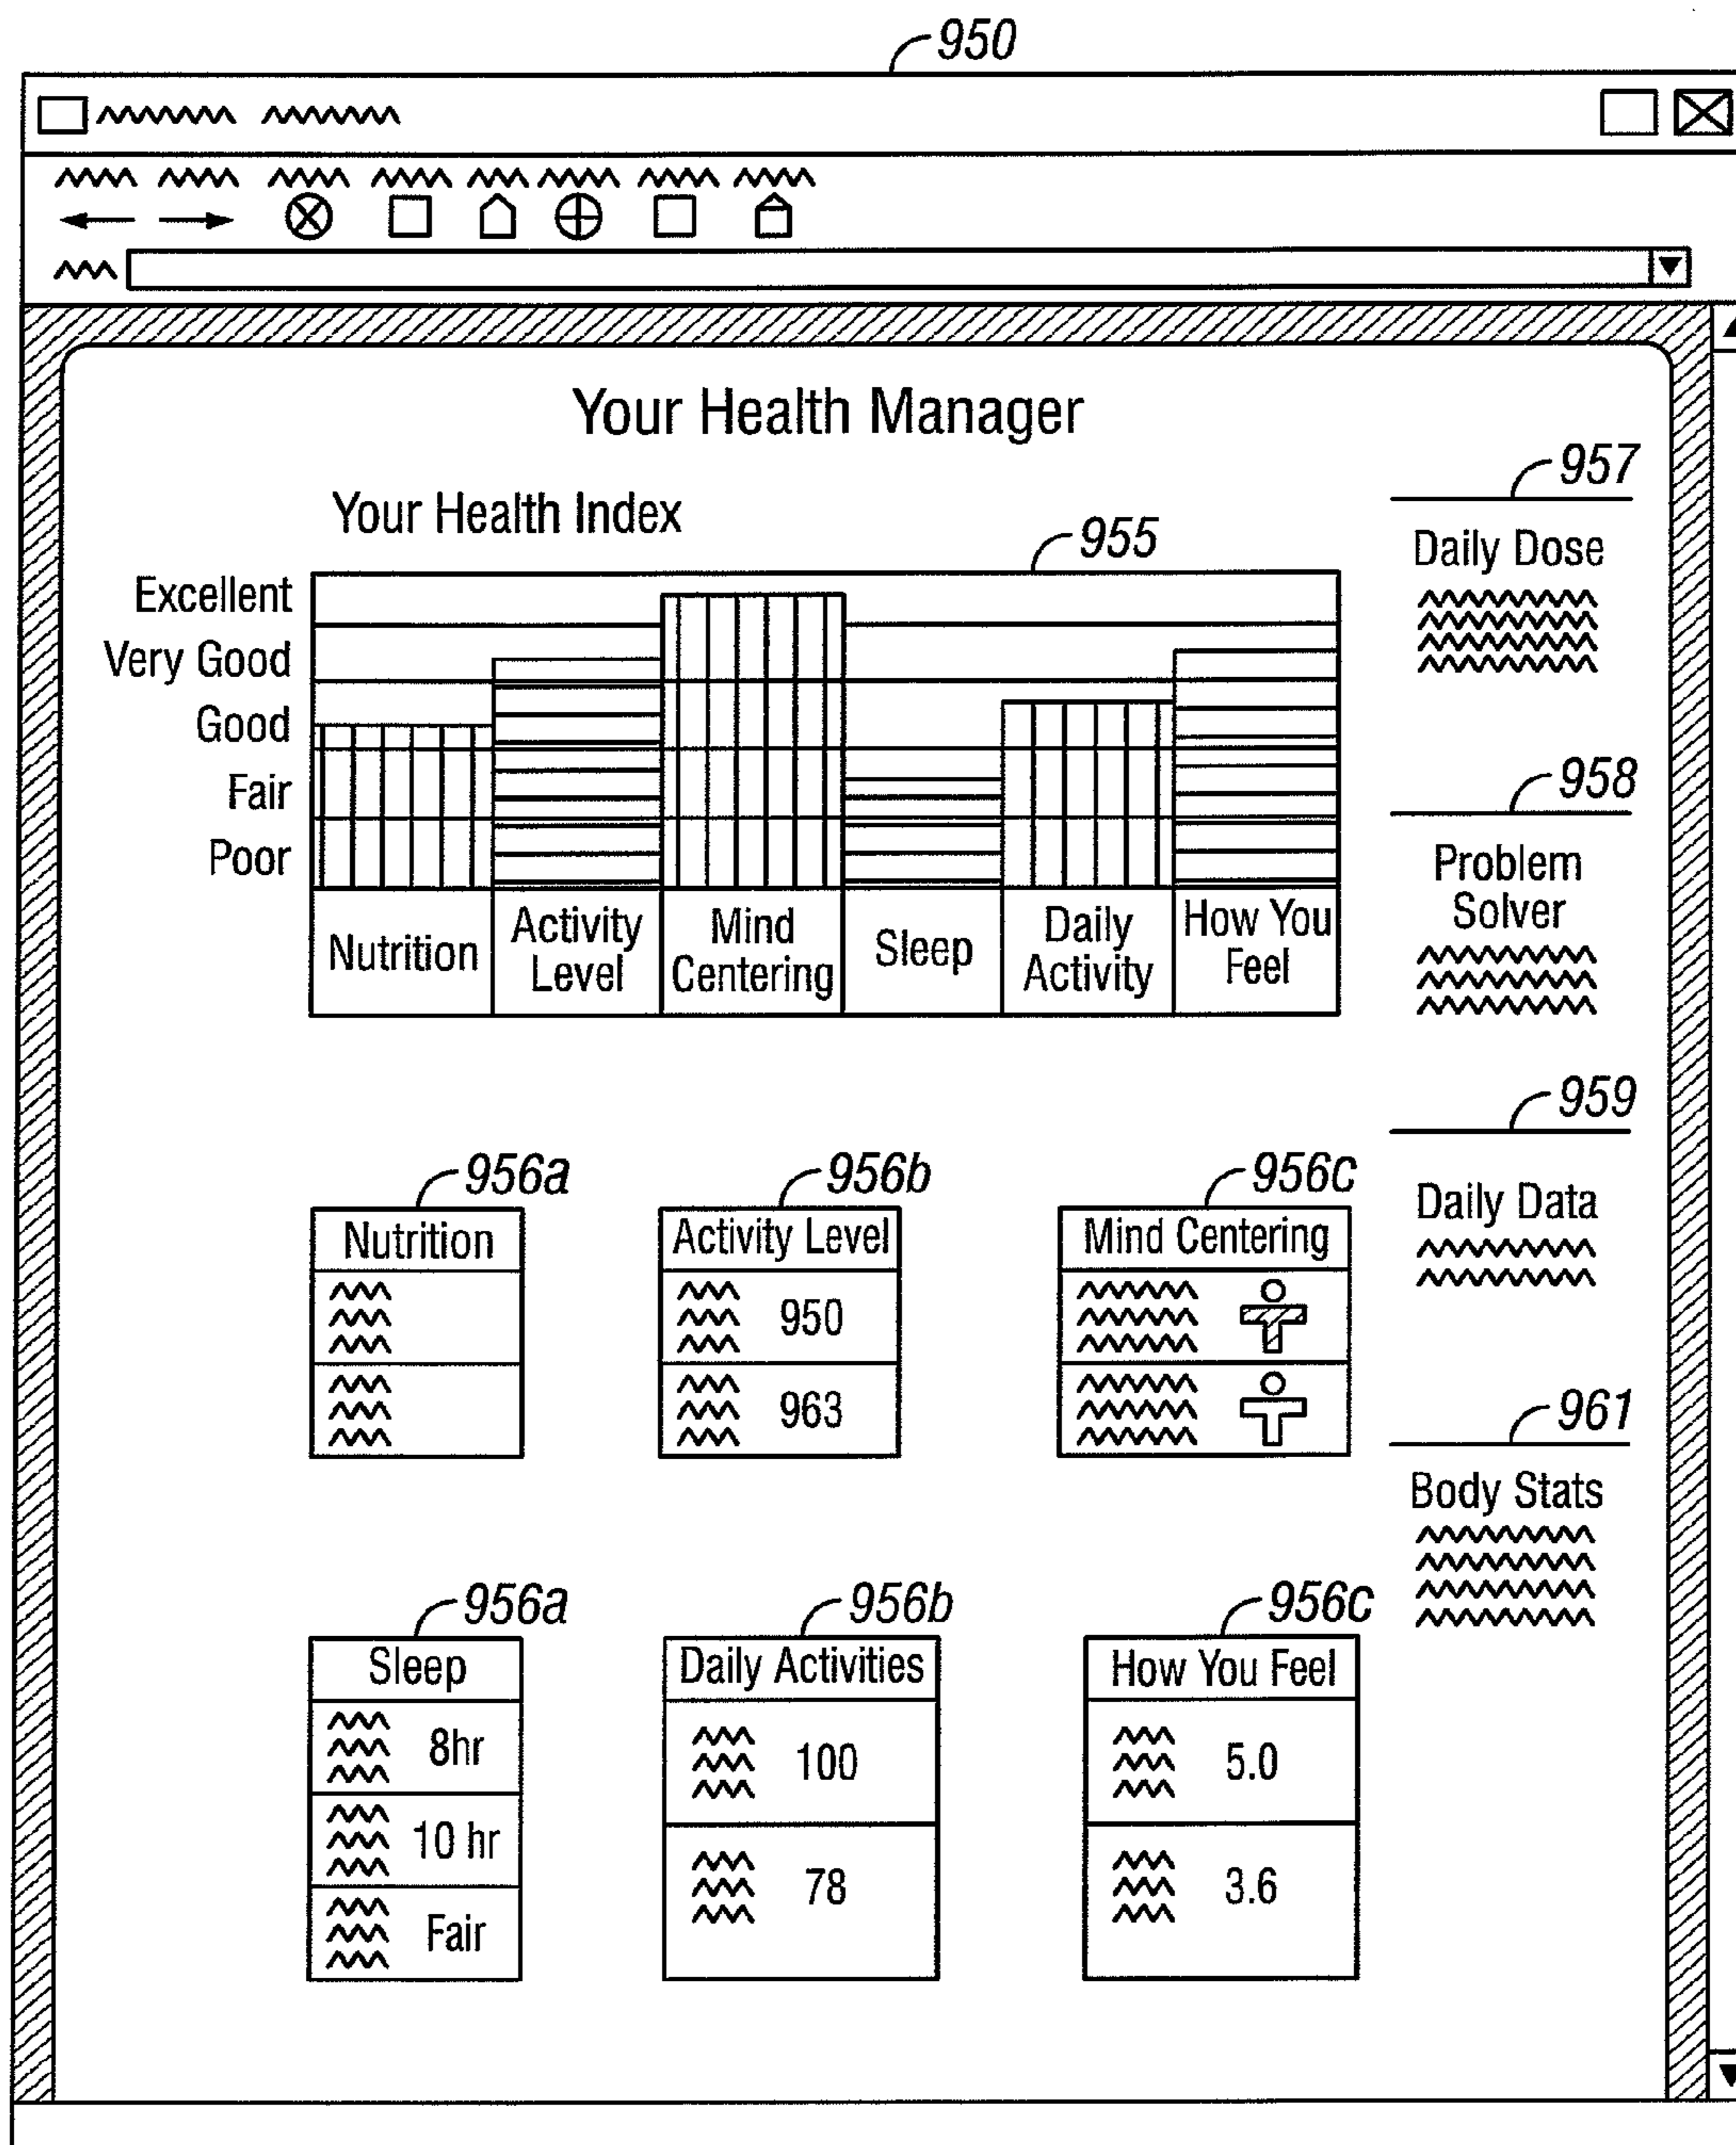 950
Your Health Manager
957
Your Health Index
955
Daily Dose
Excellent
Very Good
Good
Fair
Poor
958
Problem
Solver
Nutrition
Activity
Level
Mind
Centering
Sleep
Daily
Activity
How You
Feel
959
Daily Data
956a
956b
956c
Nutrition
Activity Level
950
963
Mind Centering
961
Body Stats
956a
956b
956c
Sleep
8hr
10 hr
Fair
Daily Activities
100
78
How You Feel
5.0
3.6